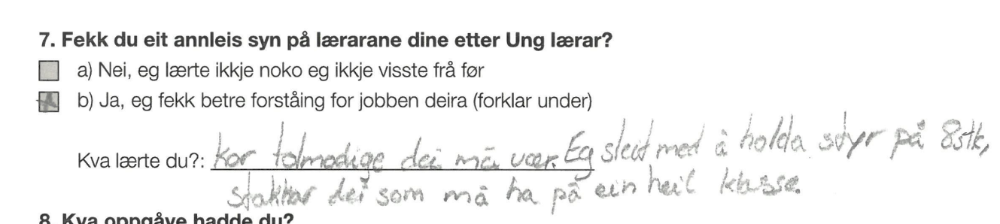 7. Fekk du eit annleis syn på lærarane dine etter Ung lærar?
a) Nei, eg lærte ikkje noko eg ikkje visste frå før
b) Ja, eg fekk betre forståing for jobben deira (forklar under)
Kva lærte du?: kor tolmodige dei må vær. Eg sleit med å holda styr på 8stk,
stakkar dei som må ha på ein heil klasse.
8. Kva oppgåve hadde du?